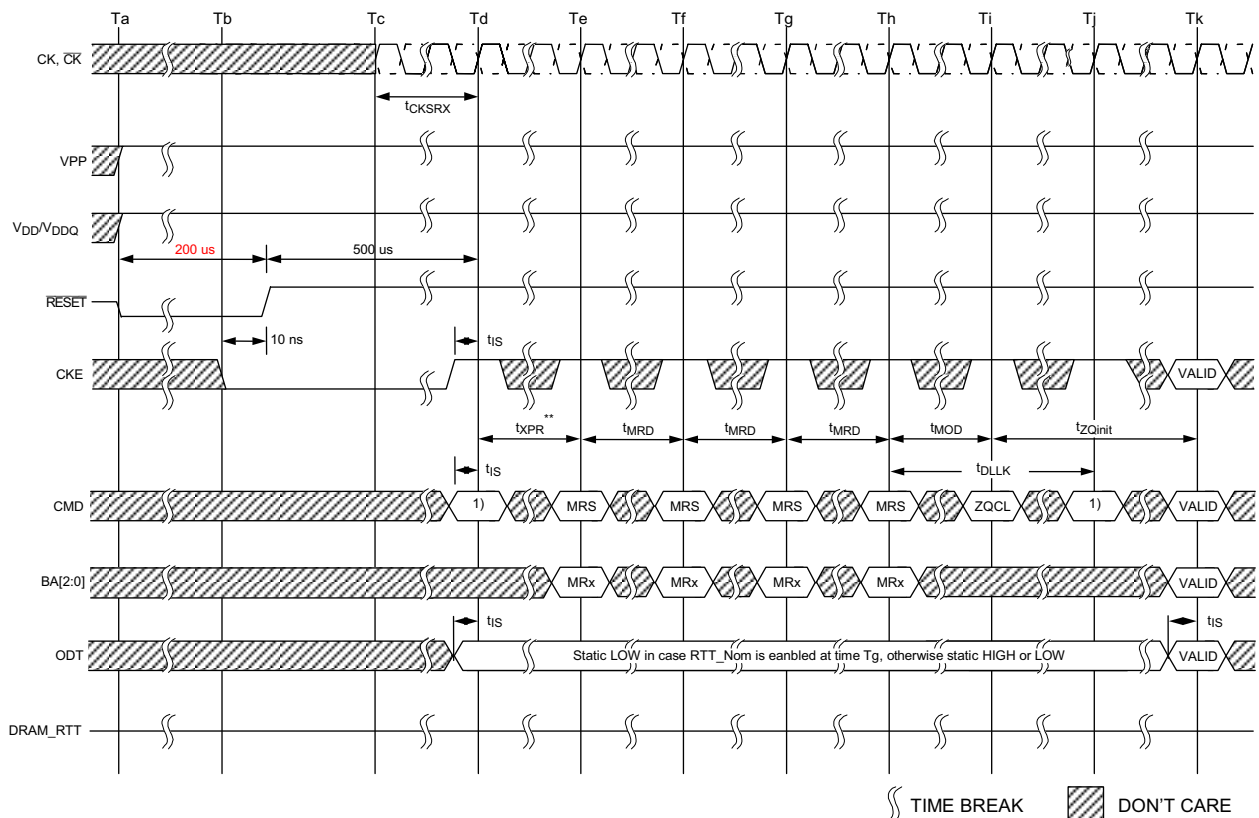 Ta Tb Tc Td Te Tf Tg Th Ti Tj Tk
CK, CK
tCKSRX
VPP
VDD/VDDQ
200 us 500 us
RESET
10 ns tIS
CKE VALID
tXPR** tMRD tMRD tMRD tMOD tZQinit
tIS tDLLK
CMD 1) MRS MRS MRS MRS ZQCL 1) VALID
BA[2:0] MRx MRx MRx MRx VALID
tIS tIS
ODT Static LOW in case RTT_Nom is eanbled at time Tg, otherwise static HIGH or LOW VALID
DRAM_RTT
TIME BREAK DON'T CARE